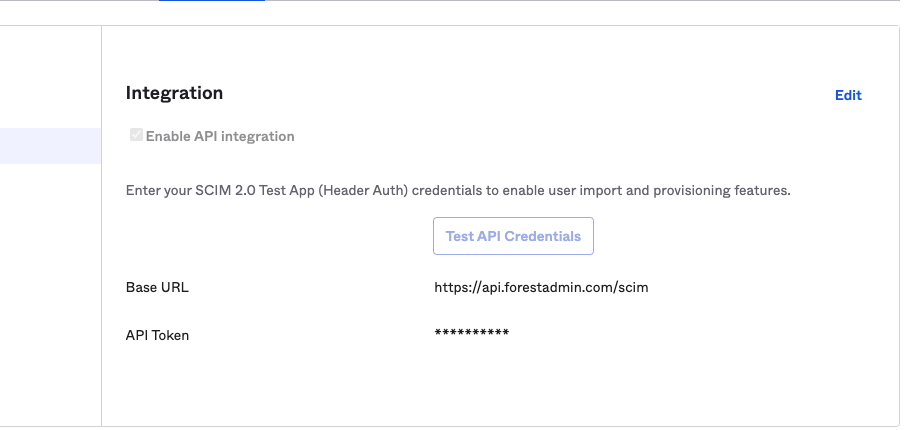 Integration
Edit
Enable API integration
Enter your SCIM 2.0 Test App (Header Auth) credentials to enable user import and provisioning features.
Test API Credentials
Base URL
https://api.forestadmin.com/scim
API Token
**********